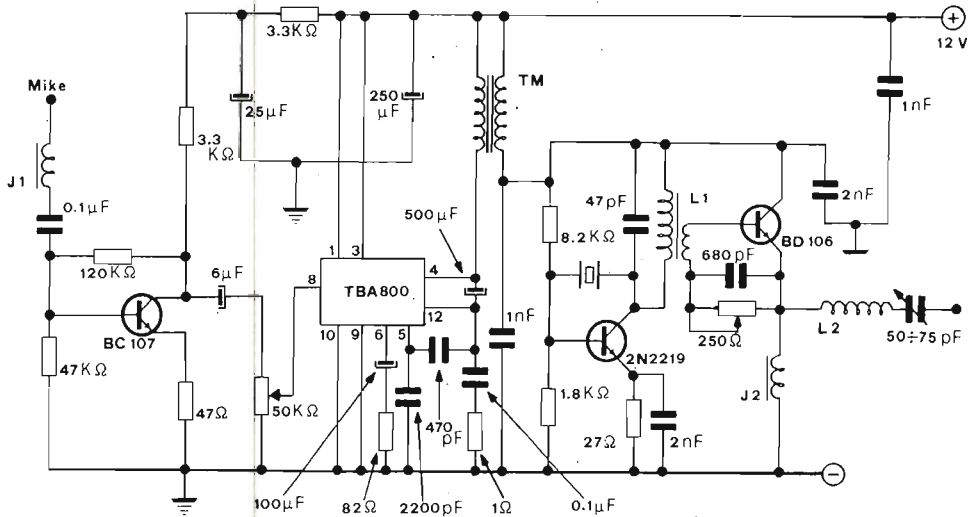 3.3KΩ
12 V
Mike
25µF
250
µF
TM
1nF
3.3
KΩ
J1
0.1µF
47pF
L1
2nF
500µF
8.2KΩ
BD 106
680pF
120KΩ
6µF
1
3
8
TBA800
4
12
10
9
6
5
1nF
BC 107
2N2219
250Ω
L2
50÷75 pF
47KΩ
47Ω
50KΩ
470
pF
1.8KΩ
27Ω
2nF
J2
100µF
82Ω
2200pF
1Ω
0.1µF